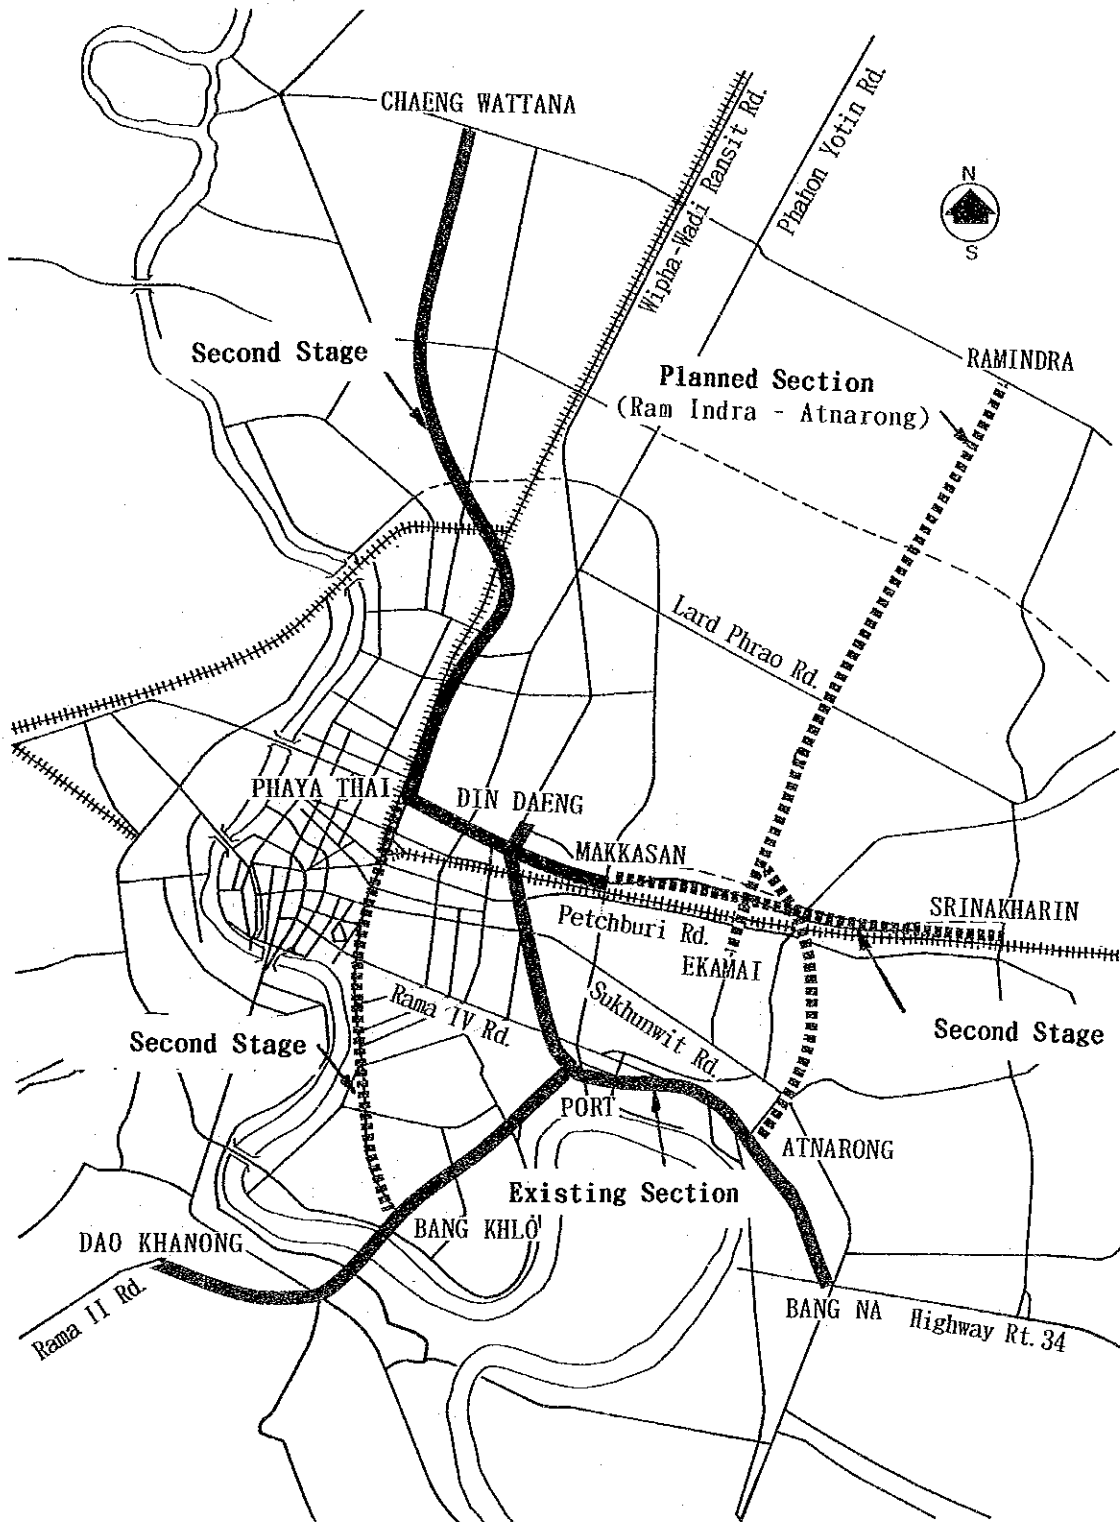 CHAENG WATTANA
Wipha-Wadi Ransit Rd.
Phahon Yotin Rd.
N
S
Second Stage
RAMINDRA
Planned Section
(Ram Indra - Atnarong)
Lard Phrao Rd.
PHAYA THAI
DIN DAENG
MAKKASAN
SRINAKHARIN
Petchburi Rd.
EKAMAI
Rama IV Rd.
Sukhunwit Rd.
Second Stage
Second Stage
PORT
ATNARONG
Existing Section
BANG KHLO
DAO KHANONG
Rama II Rd.
BANG NA
Highway Rt. 34